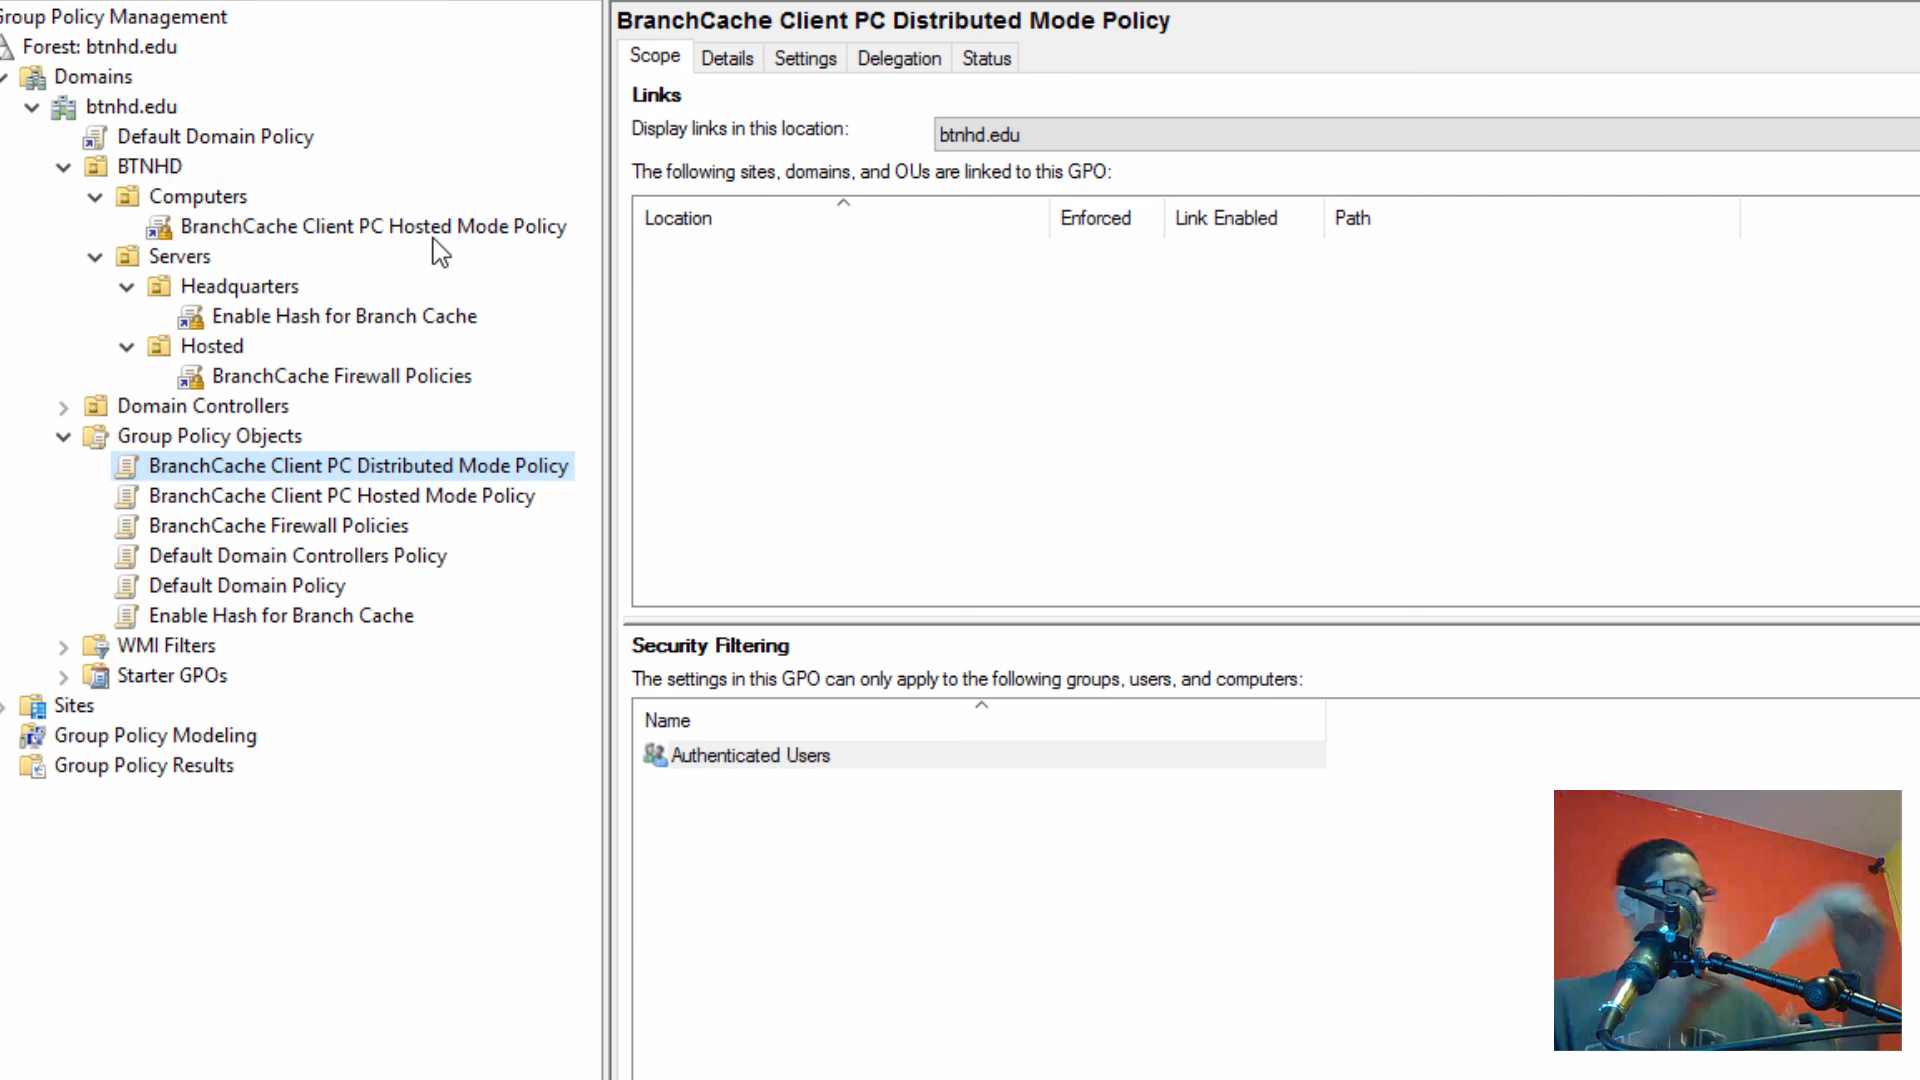 Group Policy Management
Forest: btnhd.edu
Domains
btnhd.edu
Default Domain Policy
BTNHD
Computers
BranchCache Client PC Hosted Mode Policy
Servers
Headquarters
Enable Hash for Branch Cache
Hosted
BranchCache Firewall Policies
Domain Controllers
Group Policy Objects
BranchCache Client PC Distributed Mode Policy
BranchCache Client PC Hosted Mode Policy
BranchCache Firewall Policies
Default Domain Controllers Policy
Default Domain Policy
Enable Hash for Branch Cache
WMI Filters
Starter GPOs
Sites
Group Policy Modeling
Group Policy Results
BranchCache Client PC Distributed Mode Policy
Scope Details Settings Delegation Status
Links
Display links in this location: btnhd.edu
The following sites, domains, and OUs are linked to this GPO:
Location Enforced Link Enabled Path
Security Filtering
The settings in this GPO can only apply to the following groups, users, and computers:
Name
Authenticated Users